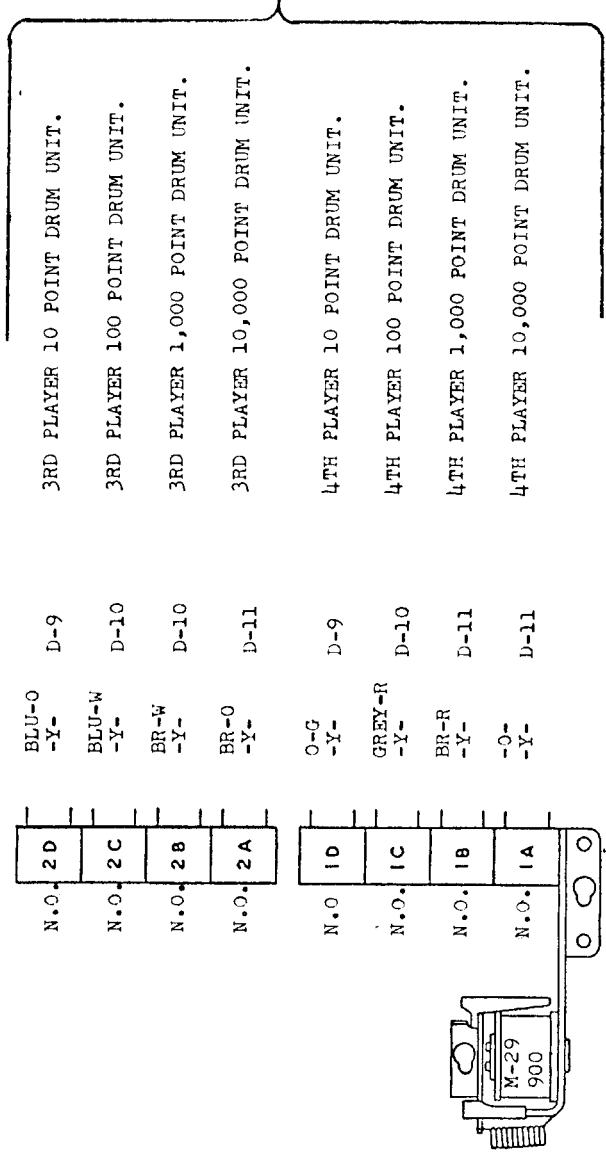 N.O. 2D BLU-O D-9 3RD PLAYER 10 POINT DRUM UNIT.
-Y-
N.O. 2C BLU-W D-10 3RD PLAYER 100 POINT DRUM UNIT.
-Y-
N.O. 2B BR-W D-10 3RD PLAYER 1,000 POINT DRUM UNIT.
-Y-
N.O. 2A BR-O D-11 3RD PLAYER 10,000 POINT DRUM UNIT.
-Y-
N.O 1D O-G D-9 4TH PLAYER 10 POINT DRUM UNIT.
-Y-
N.O. 1C GREY-R D-10 4TH PLAYER 100 POINT DRUM UNIT.
-Y-
N.O. 1B BR-R D-11 4TH PLAYER 1,000 POINT DRUM UNIT.
-Y-
N.O. 1A -O- D-11 4TH PLAYER 10,000 POINT DRUM UNIT.
-Y-
M-29
900